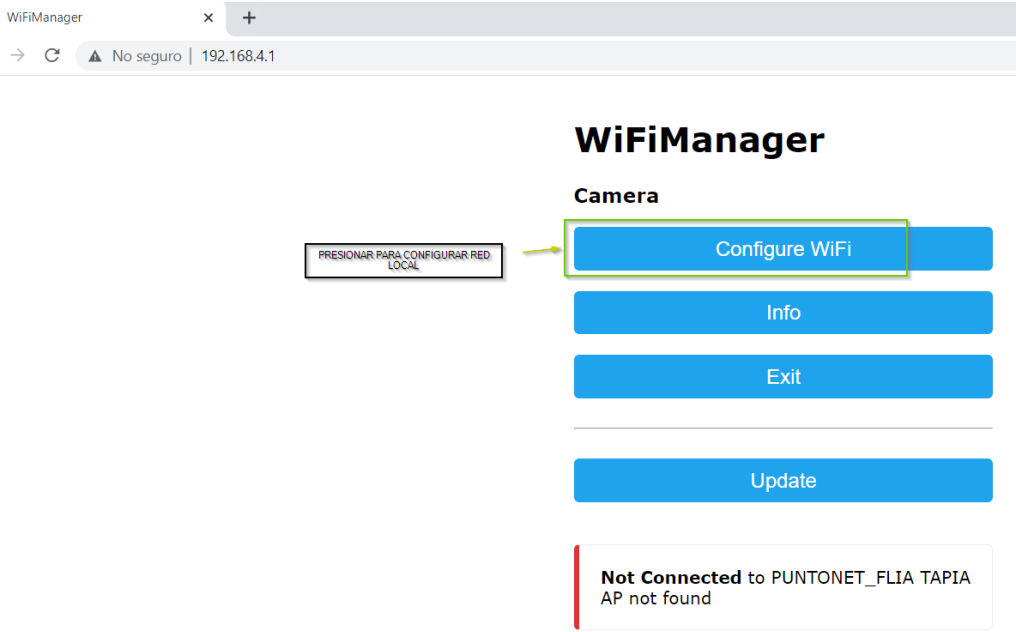 WiFiManager
No seguro | 192.168.4.1
WiFiManager
Camera
PRESIONAR PARA CONFIGURAR RED
LOCAL
Configure WiFi
Info
Exit
Update
Not Connected to PUNTONET_FLIA TAPIA
AP not found